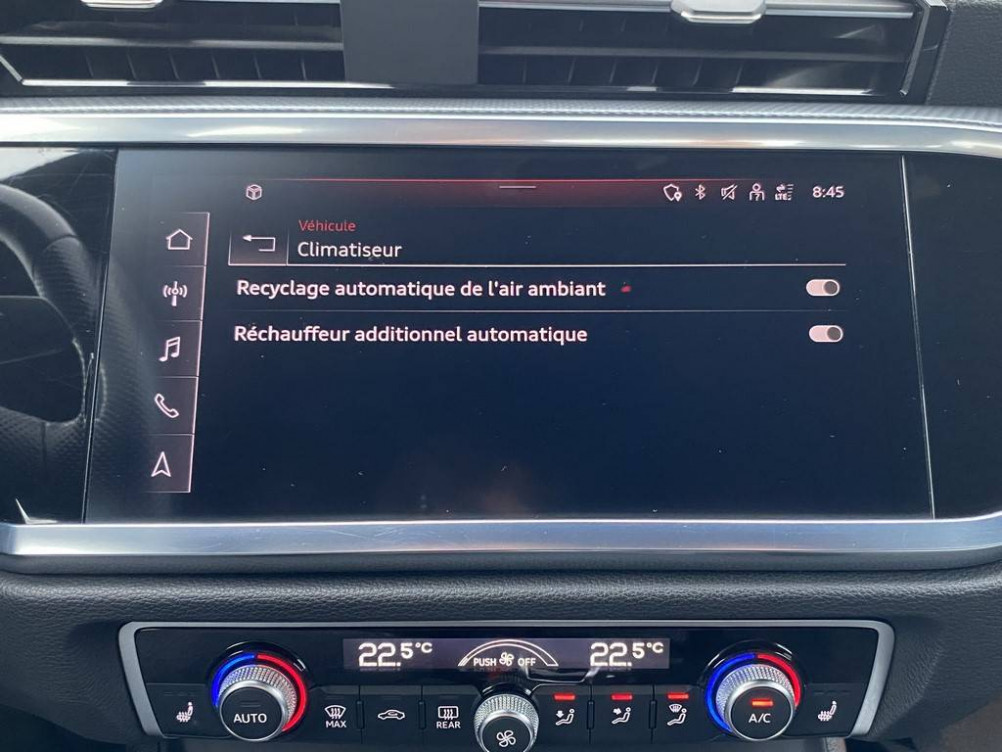 LTE
8:45
Véhicule
Climatiseur
Recyclage automatique de l'air ambiant
Réchauffeur additionnel automatique
22.5°C
PUSH OFF
22.5°C
AUTO
MAX
REAR
A/C